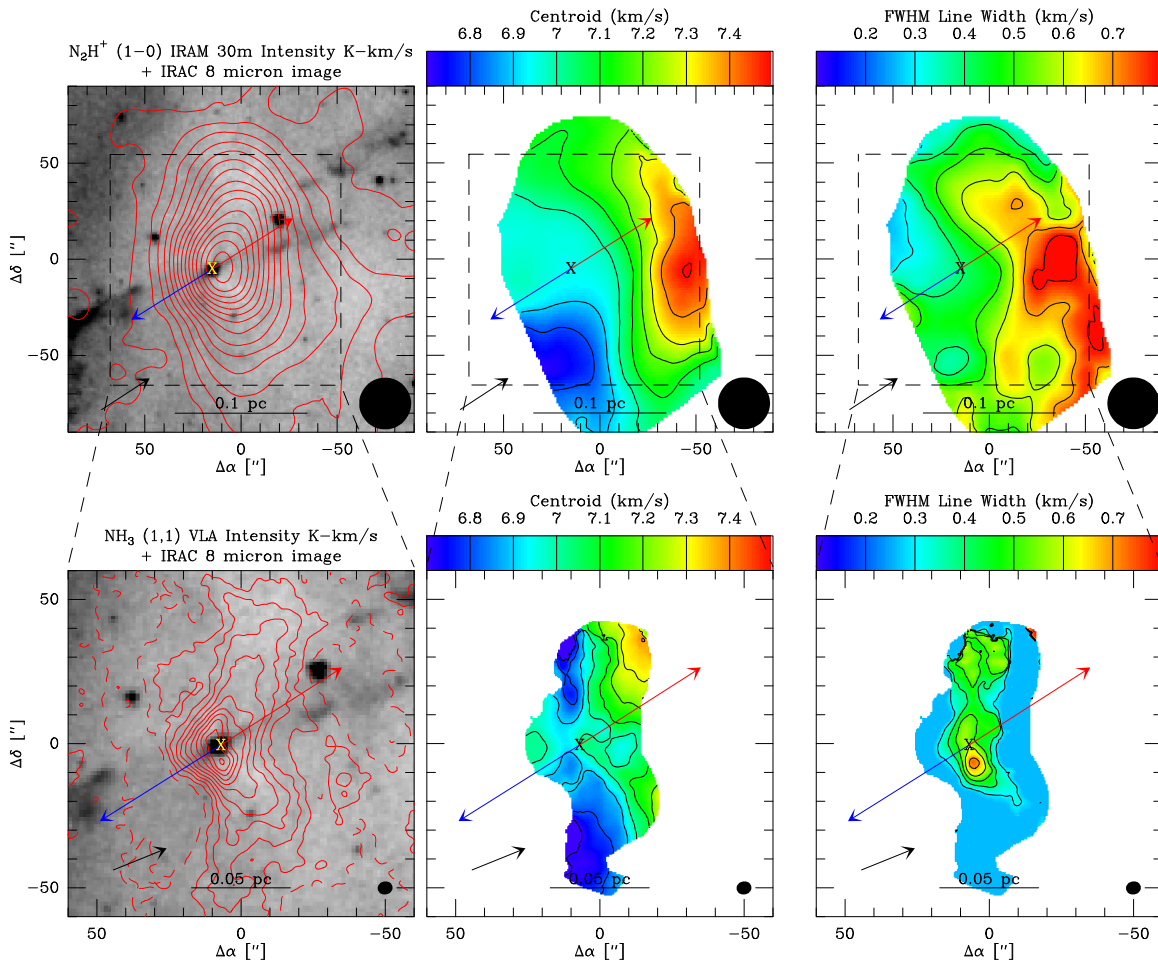 N₂H⁺ (1−0) IRAM 30m Intensity K−km/s
+ IRAC 8 micron image
Centroid (km/s)
6.8 6.9 7 7.1 7.2 7.3 7.4
FWHM Line Width (km/s)
0.2 0.3 0.4 0.5 0.6 0.7
Δδ ["]
50
0
−50
X
0.1 pc
50 0 −50
Δα ["]
X
0.1 pc
50 0 −50
Δα ["]
X
0.1 pc
50 0 −50
Δα ["]
NH₃ (1,1) VLA Intensity K−km/s
+ IRAC 8 micron image
Centroid (km/s)
6.8 6.9 7 7.1 7.2 7.3 7.4
FWHM Line Width (km/s)
0.2 0.3 0.4 0.5 0.6 0.7
Δδ ["]
50
0
−50
X
0.05 pc
50 0 −50
Δα ["]
X
0.05 pc
50 0 −50
Δα ["]
X
0.05 pc
50 0 −50
Δα ["]